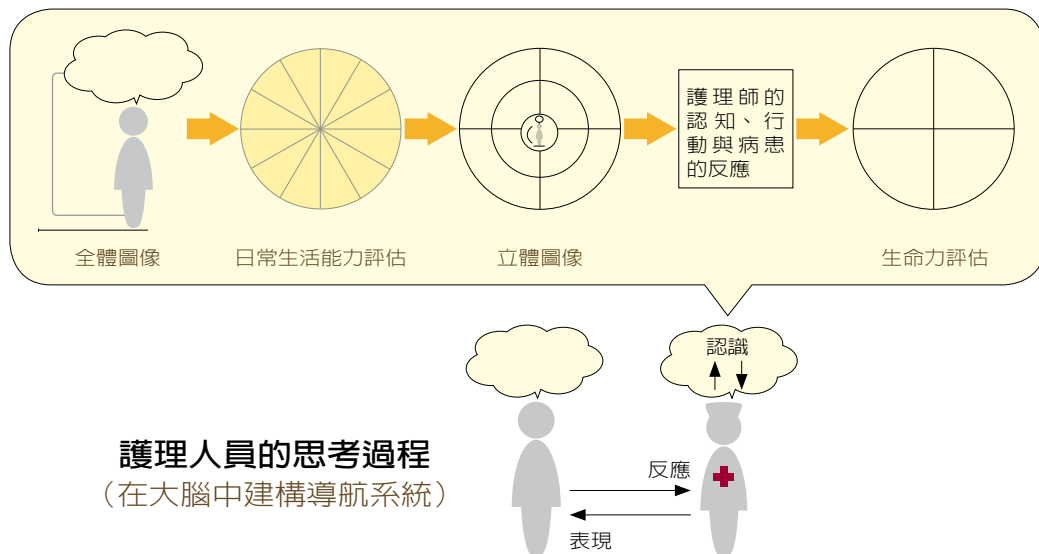 護理師的
認知、行
動與病患
的反應
全體圖像
日常生活能力評估
立體圖像
生命力評估
認識
護理人員的思考過程
（在大腦中建構導航系統）
反應
表現